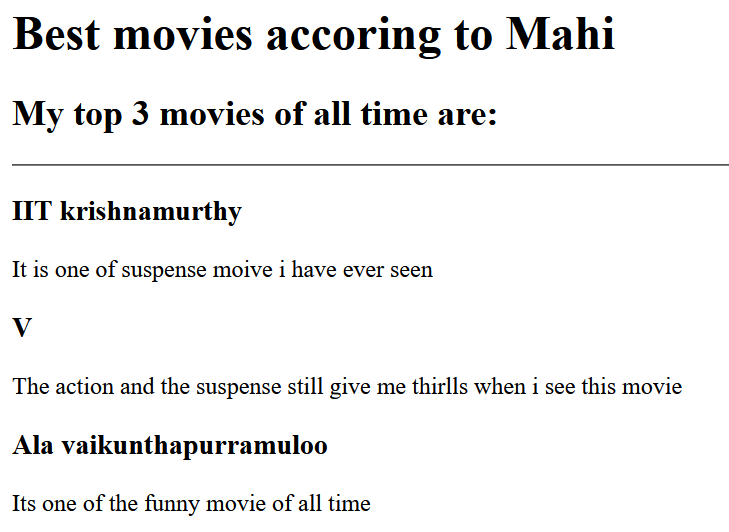 Best movies accoring to Mahi
My top 3 movies of all time are:
IIT krishnamurthy
It is one of suspense moive i have ever seen
V
The action and the suspense still give me thirlls when i see this movie
Ala vaikunthapurramuloo
Its one of the funny movie of all time